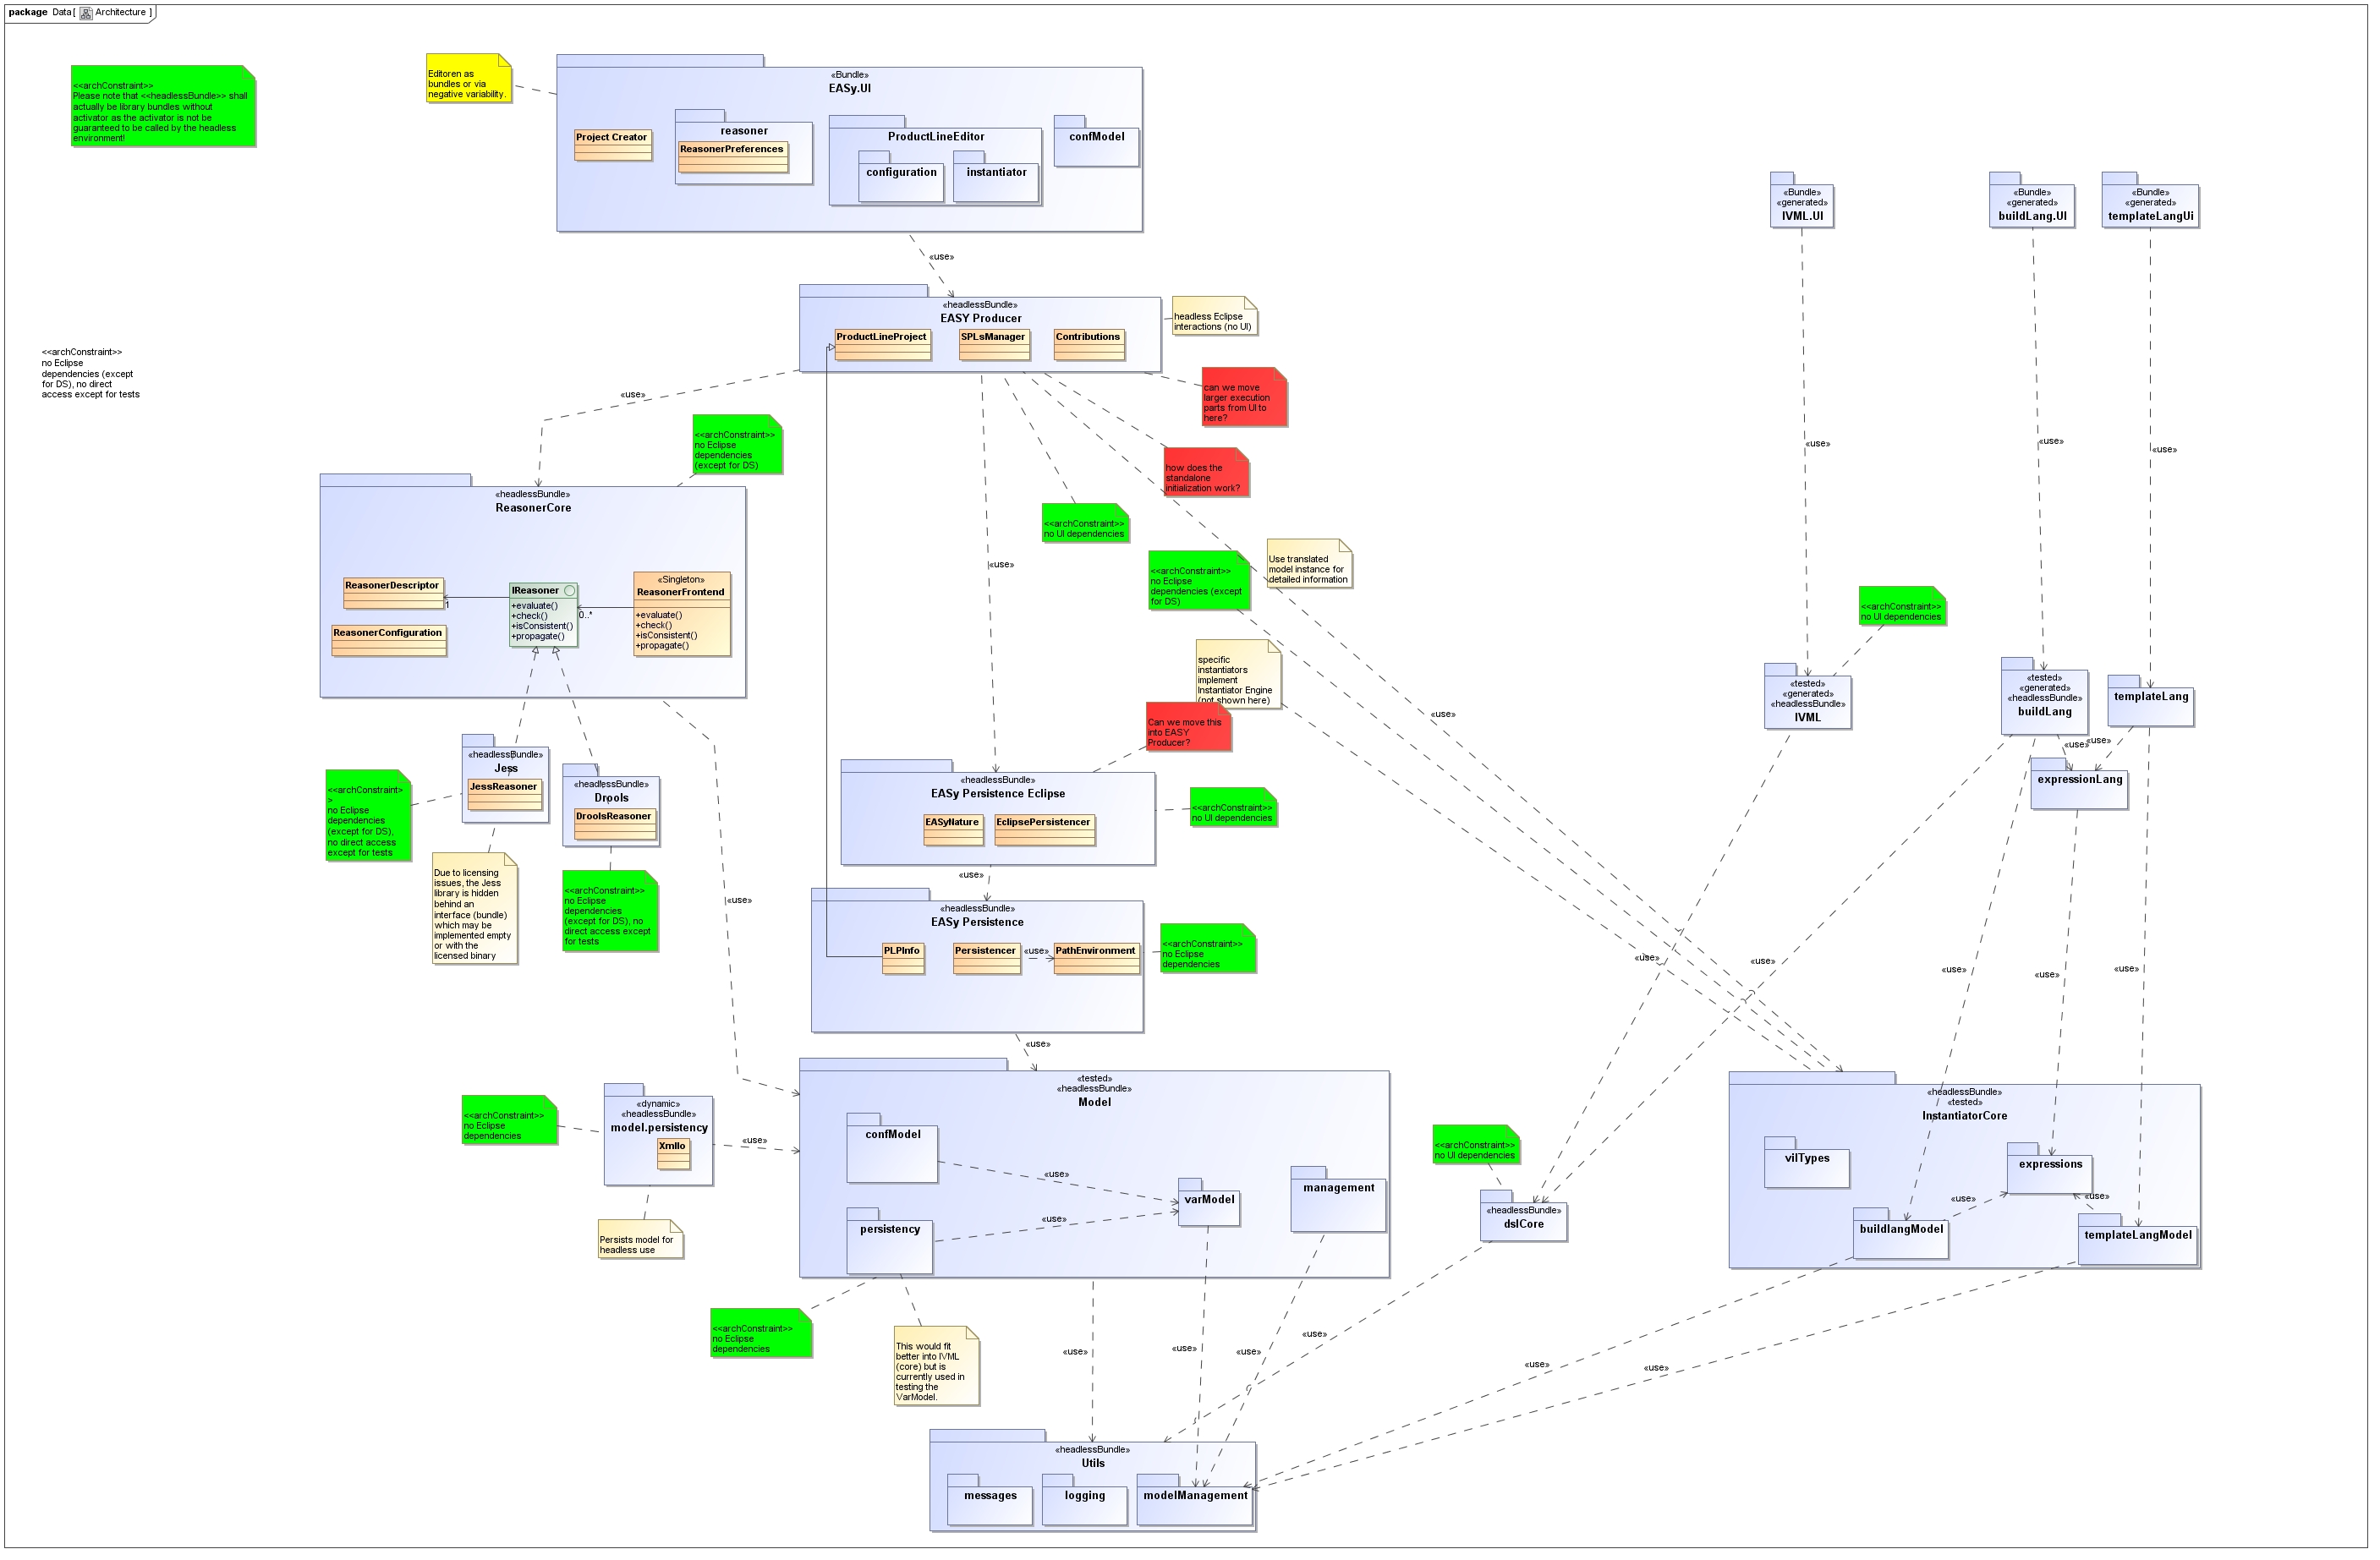 package Data[ Architecture ]
<<archConstraint>>
Please note that <<headlessBundle>> shall
actually be library bundles without
activator as the activator is not be
guaranteed to be called by the headless
environment!
Editoren as
bundles or via
negative variability.
«Bundle»
EASy.UI
Project Creator
reasoner
ReasonerPreferences
ProductLineEditor
configuration
instantiator
confModel
«Bundle»
«generated»
IVML.UI
«Bundle»
«generated»
buildLang.UI
«Bundle»
«generated»
templateLangUi
«use»
«headlessBundle»
EASY Producer
ProductLineProject
SPLsManager
Contributions
headless Eclipse
interactions (no UI)
<<archConstraint>>
no Eclipse
dependencies (except
for DS), no direct
access except for tests
«use»
can we move
larger execution
parts from UI to
here?
<<archConstraint>>
no Eclipse
dependencies
(except for DS)
how does the
standalone
initialization work?
«use»
«use»
«use»
«headlessBundle»
ReasonerCore
<<archConstraint>>
no UI dependencies
«use»
<<archConstraint>>
no Eclipse
dependencies (except
for DS)
Use translated
model instance for
detailed information
ReasonerDescriptor
1
ReasonerConfiguration
IReasoner
+evaluate()
+check()
+isConsistent()
+propagate()
0..*
«Singleton»
ReasonerFrontend
+evaluate()
+check()
+isConsistent()
+propagate()
<<archConstraint>>
no UI dependencies
specific
instantiators
implement
Instantiator Engine
(not shown here)
Can we move this
into EASY
Producer?
«use»
«tested»
«generated»
«headlessBundle»
IVML
«tested»
«generated»
«headlessBundle»
buildLang
templateLang
«use»
«use»
expressionLang
«headlessBundle»
Jess
JessReasoner
«headlessBundle»
Drools
DroolsReasoner
<<archConstraint>
>
no Eclipse
dependencies
(except for DS),
no direct access
except for tests
«headlessBundle»
EASy Persistence Eclipse
EASyNature
EclipsePersistencer
<<archConstraint>>
no UI dependencies
Due to licensing
issues, the Jess
library is hidden
behind an
interface (bundle)
which may be
implemented empty
or with the
licensed binary
<<archConstraint>>
no Eclipse
dependencies
(except for DS), no
direct access except
for tests
«use»
«use»
«headlessBundle»
EASy Persistence
PLPInfo
Persistencer
«use»
PathEnvironment
<<archConstraint>>
no Eclipse
dependencies
«use»
«use»
«use»
«use»
«use»
«use»
<<archConstraint>>
no Eclipse
dependencies
«dynamic»
«headlessBundle»
model.persistency
XmlIo
«use»
Persists model for
headless use
«tested»
«headlessBundle»
Model
confModel
«use»
persistency
«use»
varModel
management
<<archConstraint>>
no UI dependencies
«headlessBundle»
dslCore
«headlessBundle»
«tested»
InstantiatorCore
vilTypes
expressions
«use»
«use»
buildlangModel
templateLangModel
<<archConstraint>>
no Eclipse
dependencies
This would fit
better into IVML
(core) but is
currently used in
testing the
VarModel.
«use»
«use»
«use»
«use»
«use»
«use»
«headlessBundle»
Utils
messages
logging
modelManagement